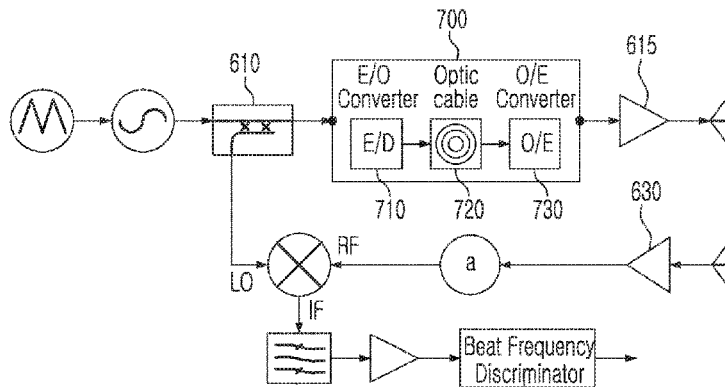 700
610
E/O
Converter
Optic
cable
O/E
Converter
615
E/D
O/E
710
720
730
630
RF
a
LO
IF
Beat Frequency
Discriminator